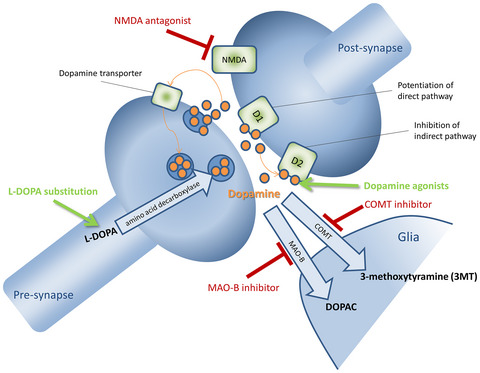 NMDA antagonist
Post-synapse
NMDA
Dopamine transporter
Potentiation of
direct pathway
D1
Inhibition of
indirect pathway
D2
L-DOPA substitution
amino acid decarboxylase
Dopamine
Dopamine agonists
L-DOPA
COMT inhibitor
COMT
Glia
MAO-B
3-methoxytyramine (3MT)
MAO-B inhibitor
Pre-synapse
DOPAC